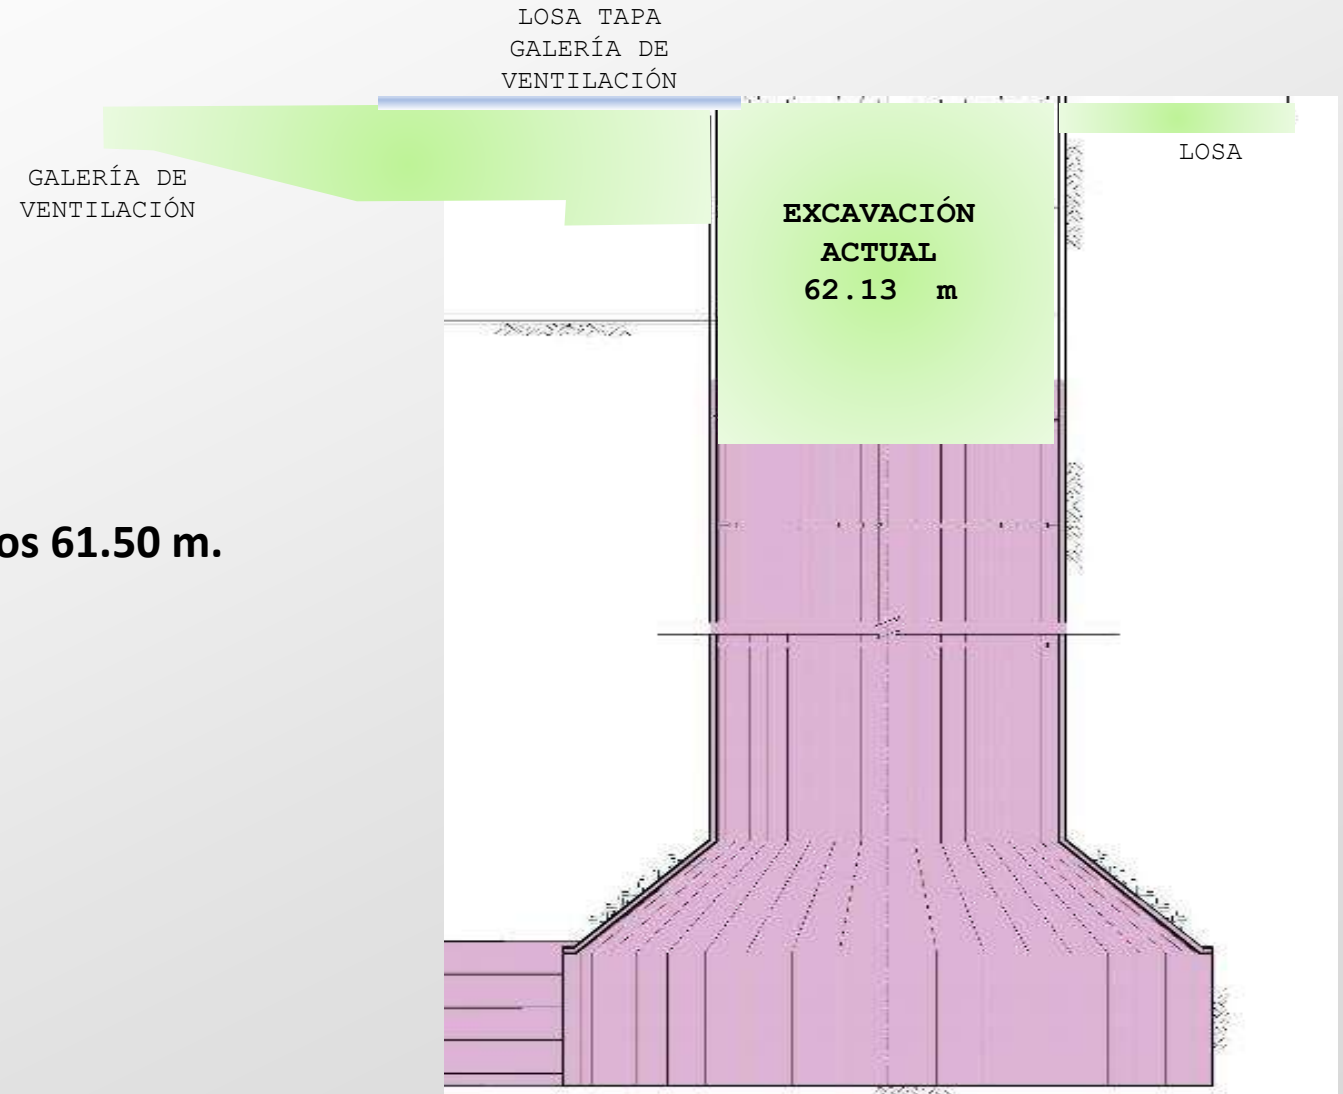 LOSA TAPA
GALERÍA DE
VENTILACIÓN
LOSA
GALERÍA DE
VENTILACIÓN
EXCAVACIÓN
ACTUAL
62.13 m
os 61.50 m.